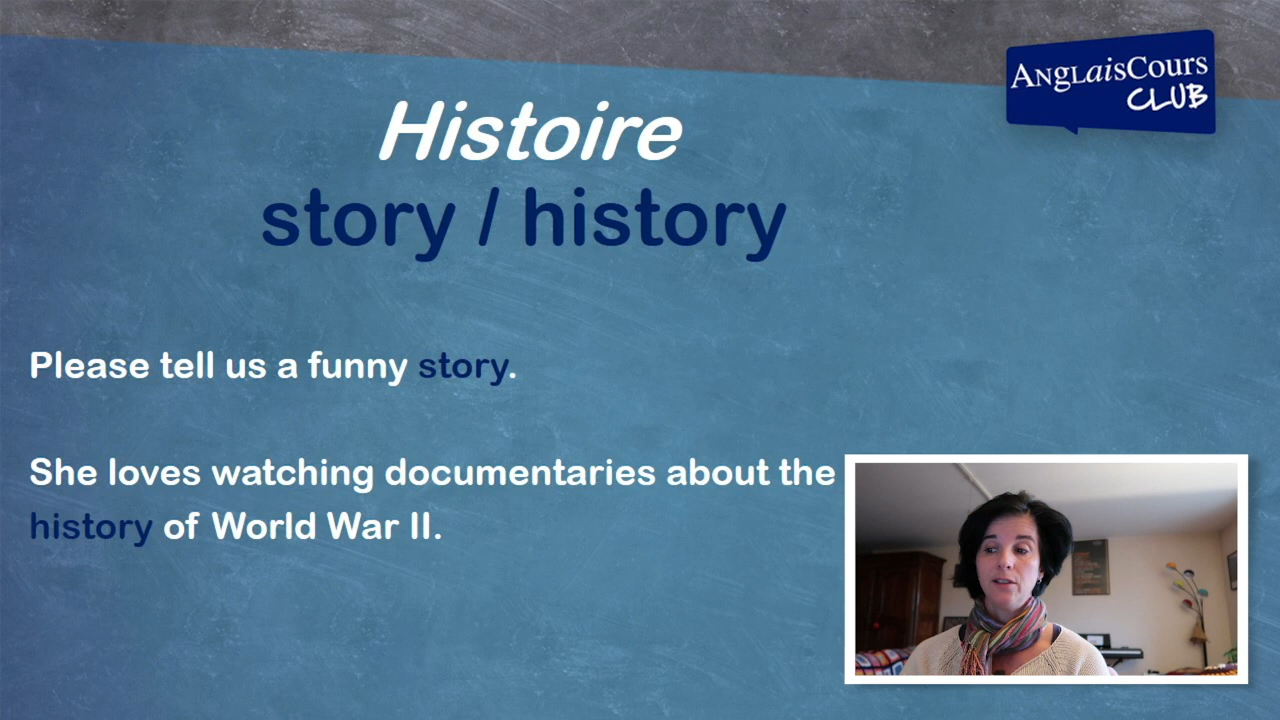 AnglaisCours
CLUB
Histoire
story / history
Please tell us a funny story.
She loves watching documentaries about the
history of World War II.